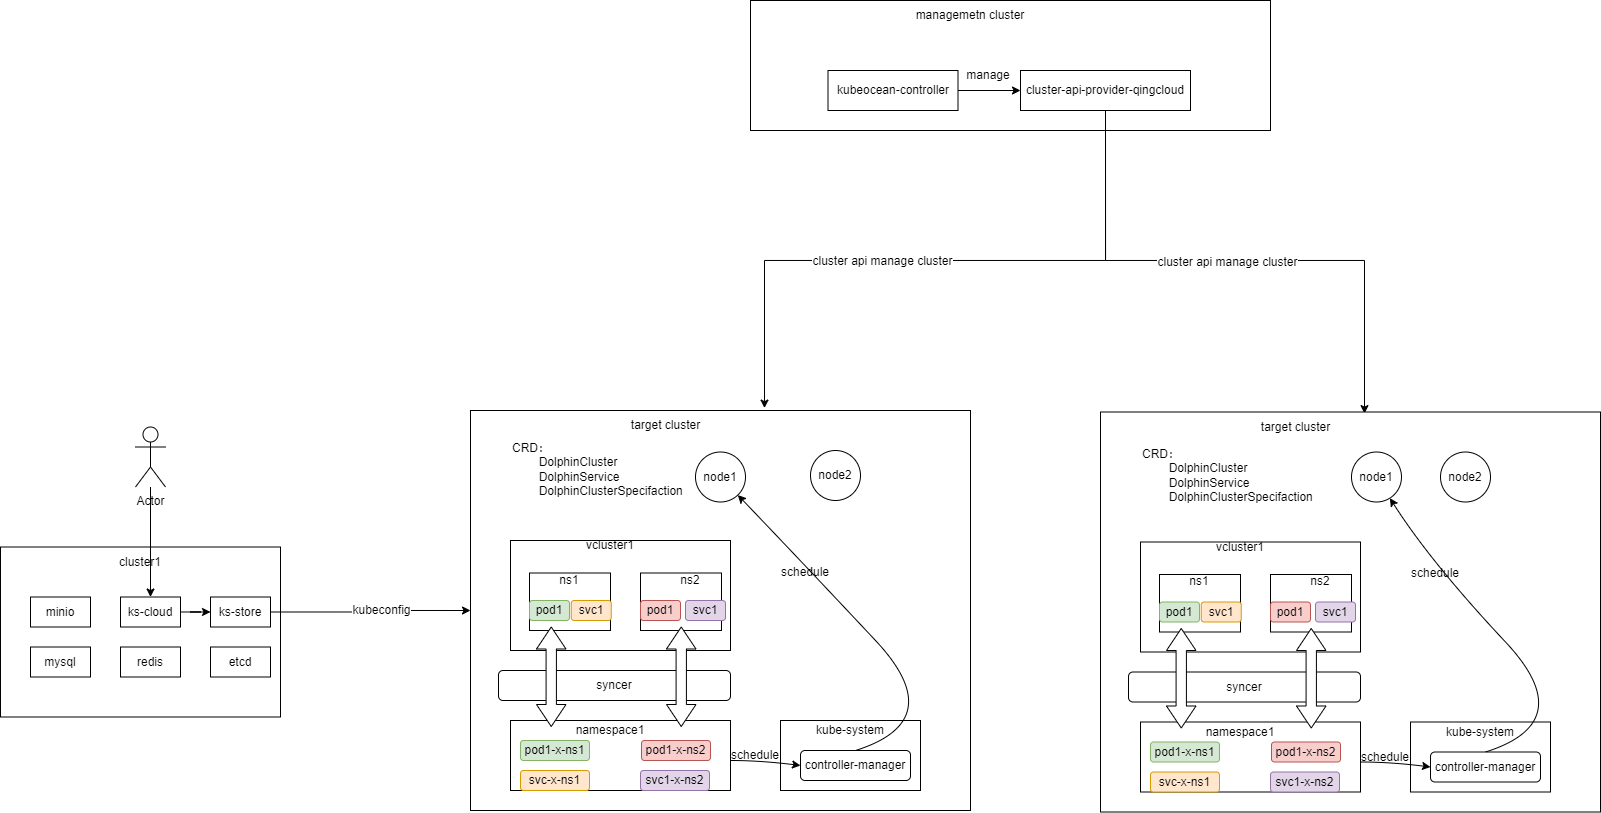 managemetn cluster
manage
kubeocean-controller
cluster-api-provider-qingcloud
cluster api manage cluster
cluster api manage cluster
Actor
cluster1
minio
ks-cloud
ks-store
mysql
redis
etcd
kubeconfig
target cluster
CRD:
DolphinCluster
DolphinService
DolphinClusterSpecifaction
node1
node2
vcluster1
ns1
ns2
pod1
svc1
pod1
svc1
schedule
syncer
namespace1
pod1-x-ns1
pod1-x-ns2
svc-x-ns1
svc1-x-ns2
schedule
kube-system
controller-manager
target cluster
CRD:
DolphinCluster
DolphinService
DolphinClusterSpecifaction
node1
node2
vcluster1
ns1
ns2
pod1
svc1
pod1
svc1
schedule
syncer
namespace1
pod1-x-ns1
pod1-x-ns2
svc-x-ns1
svc1-x-ns2
schedule
kube-system
controller-manager